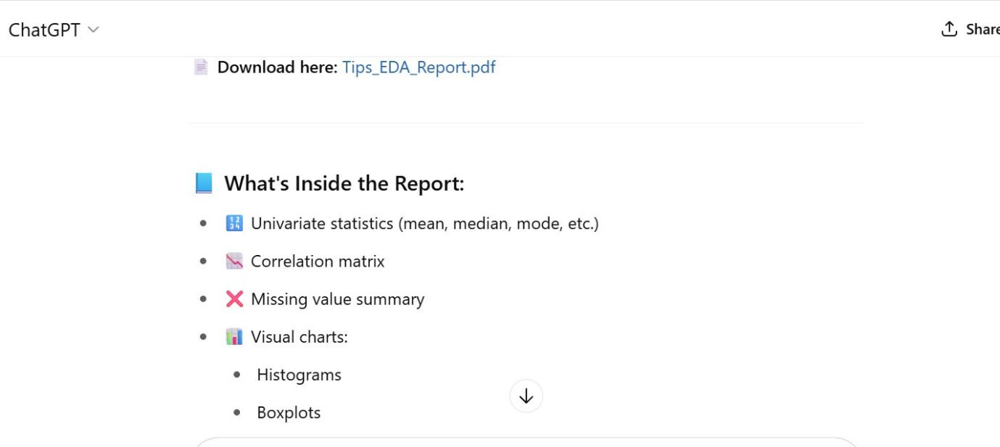 ChatGPT
Share
Download here: Tips_EDA_Report.pdf
What's Inside the Report:
Univariate statistics (mean, median, mode, etc.)
Correlation matrix
Missing value summary
Visual charts:
Histograms
Boxplots